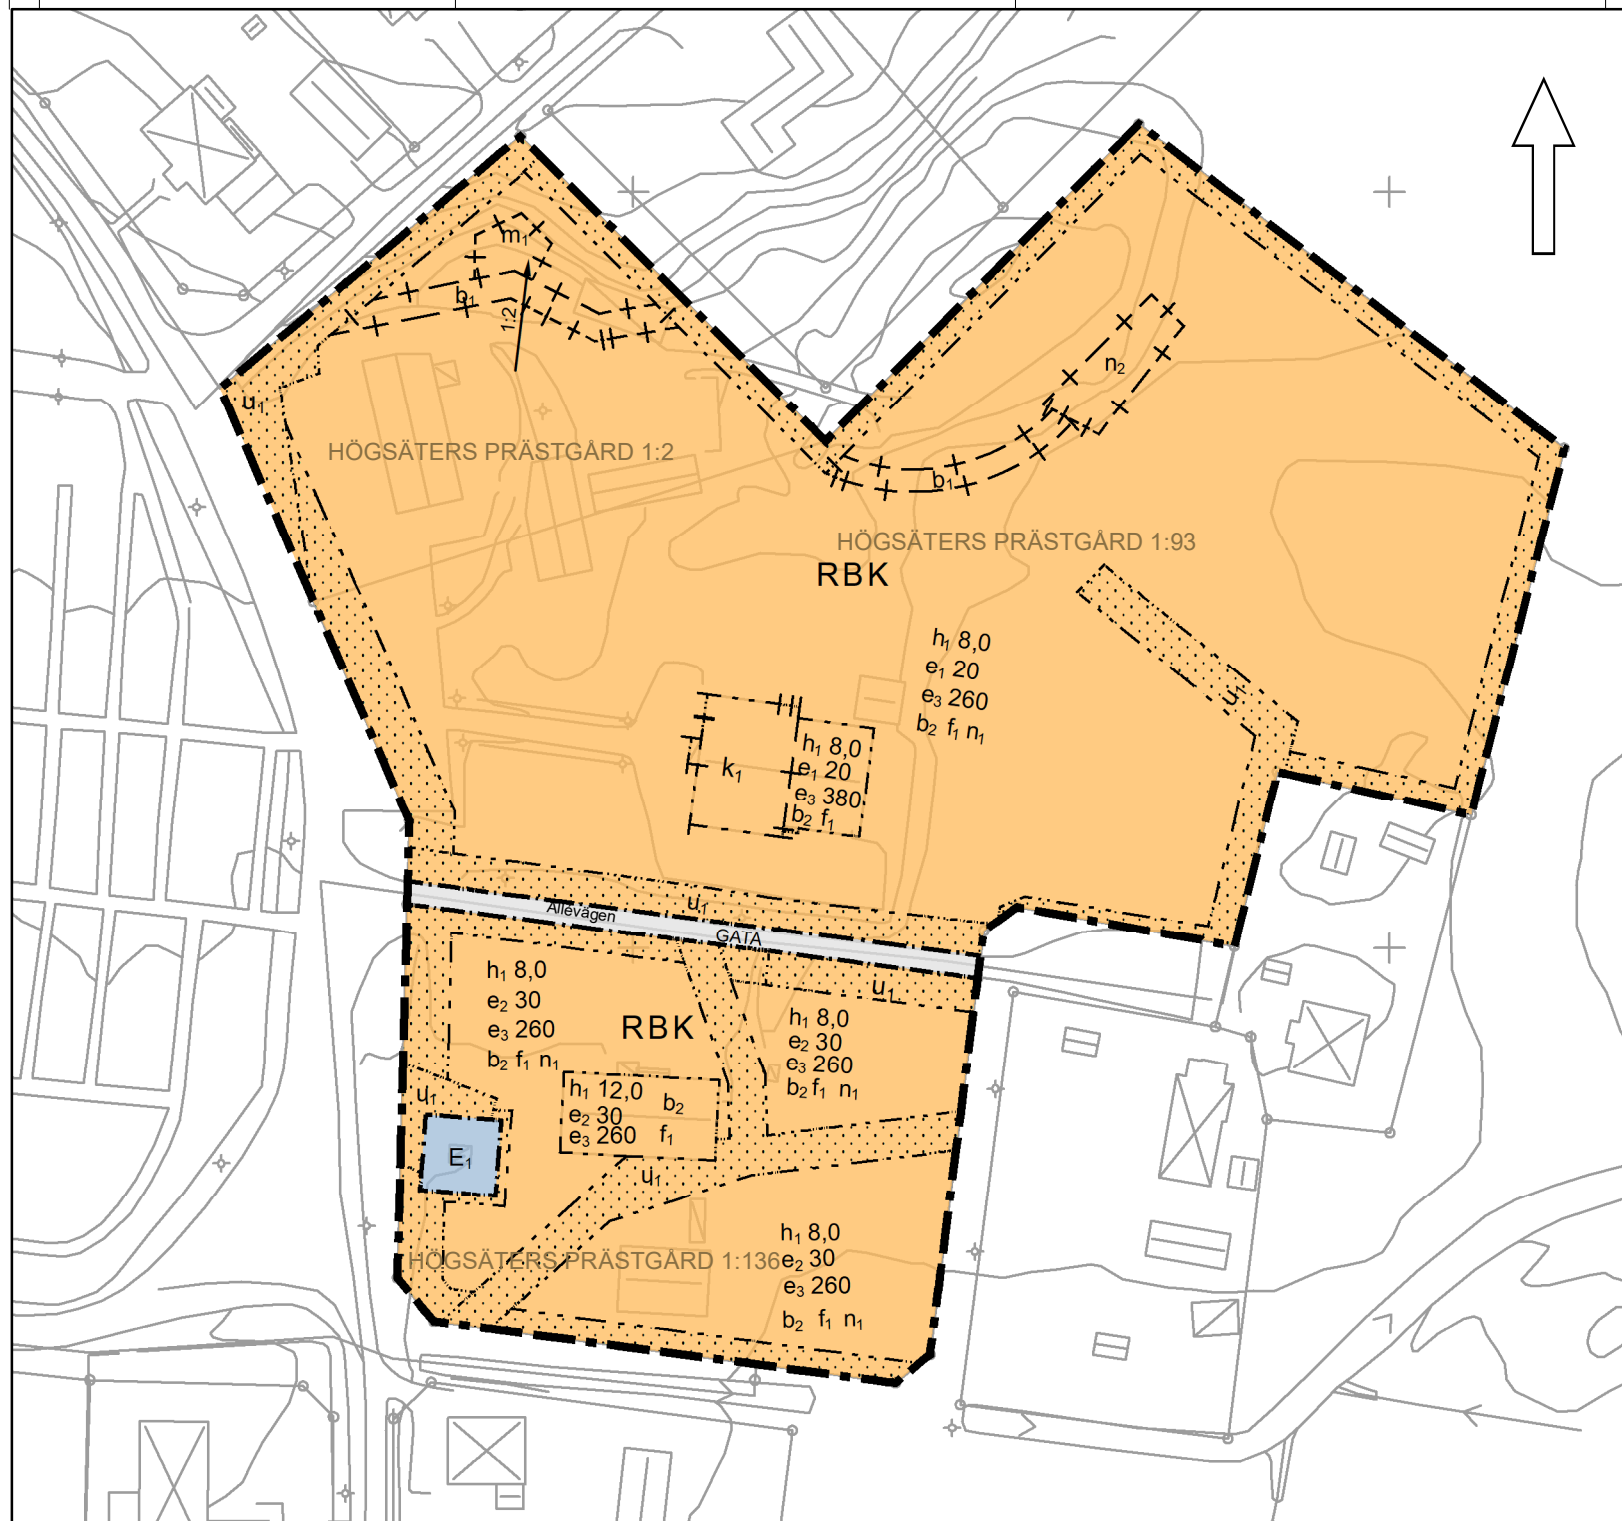 m₁
b₁
1:2
n₂
u₁
HÖGSÄTERS PRÄSTGÅRD 1:2
b₁
HÖGSÄTERS PRÄSTGÅRD 1:93
RBK
h₁ 8,0
e₁ 20
e₃ 260
b₂ f₁ n₁
u₁
k₁
h₁ 8,0
e₁ 20
e₃ 380
b₂ f₁
u₁
Allévägen
GATA
u₁
h₁ 8,0
e₂ 30
e₃ 260
b₂ f₁ n₁
RBK
h₁ 8,0
e₂ 30
e₃ 260
b₂ f₁ n₁
u₁
h₁ 12,0 b₂
e₂ 30
e₃ 260 f₁
E₁
u₁
HÖGSÄTERS PRÄSTGÅRD 1:136
h₁ 8,0
e₂ 30
e₃ 260
b₂ f₁ n₁